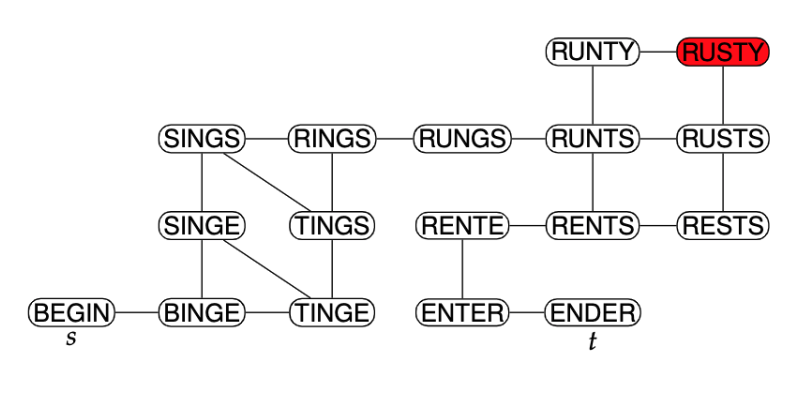 RUNTY RUSTY
SINGS RINGS RUNGS RUNTS RUSTS
SINGE TINGS RENTE RENTS RESTS
BEGIN BINGE TINGE ENTER ENDER
s t